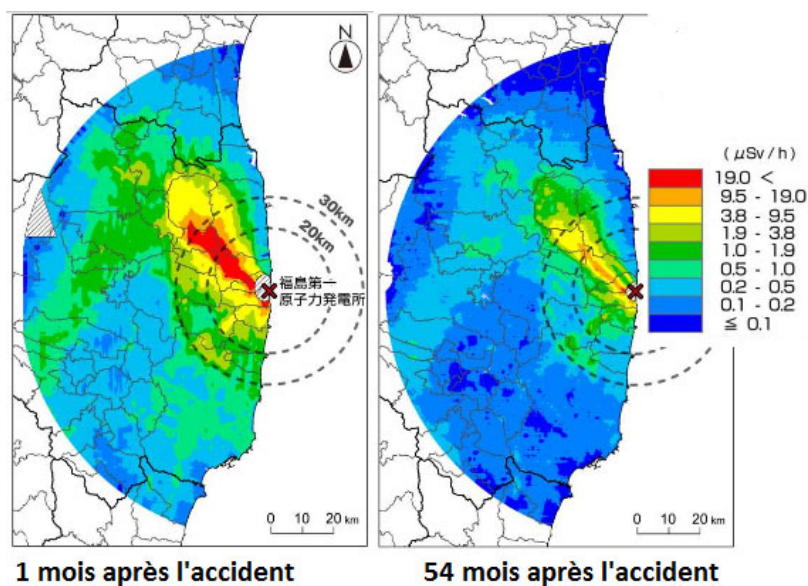 N
30km
20km
福島第一
原子力発電所
0 10 20 km
1 mois après l'accident
(μSv/h)
19.0 <
9.5 - 19.0
3.8 - 9.5
1.9 - 3.8
1.0 - 1.9
0.5 - 1.0
0.2 - 0.5
0.1 - 0.2
≦ 0.1
0 10 20 km
54 mois après l'accident